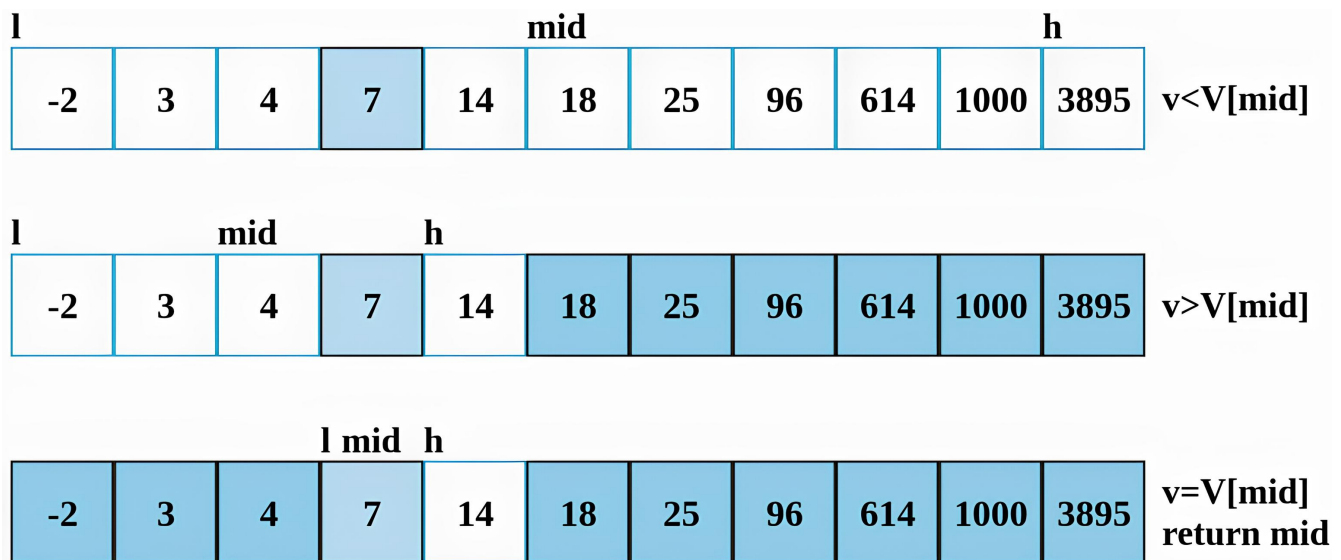 l mid h
-2 3 4 7 14 18 25 96 614 1000 3895 v<V[mid]
l mid h
-2 3 4 7 14 18 25 96 614 1000 3895 v>V[mid]
l mid h
-2 3 4 7 14 18 25 96 614 1000 3895 v=V[mid]
return mid